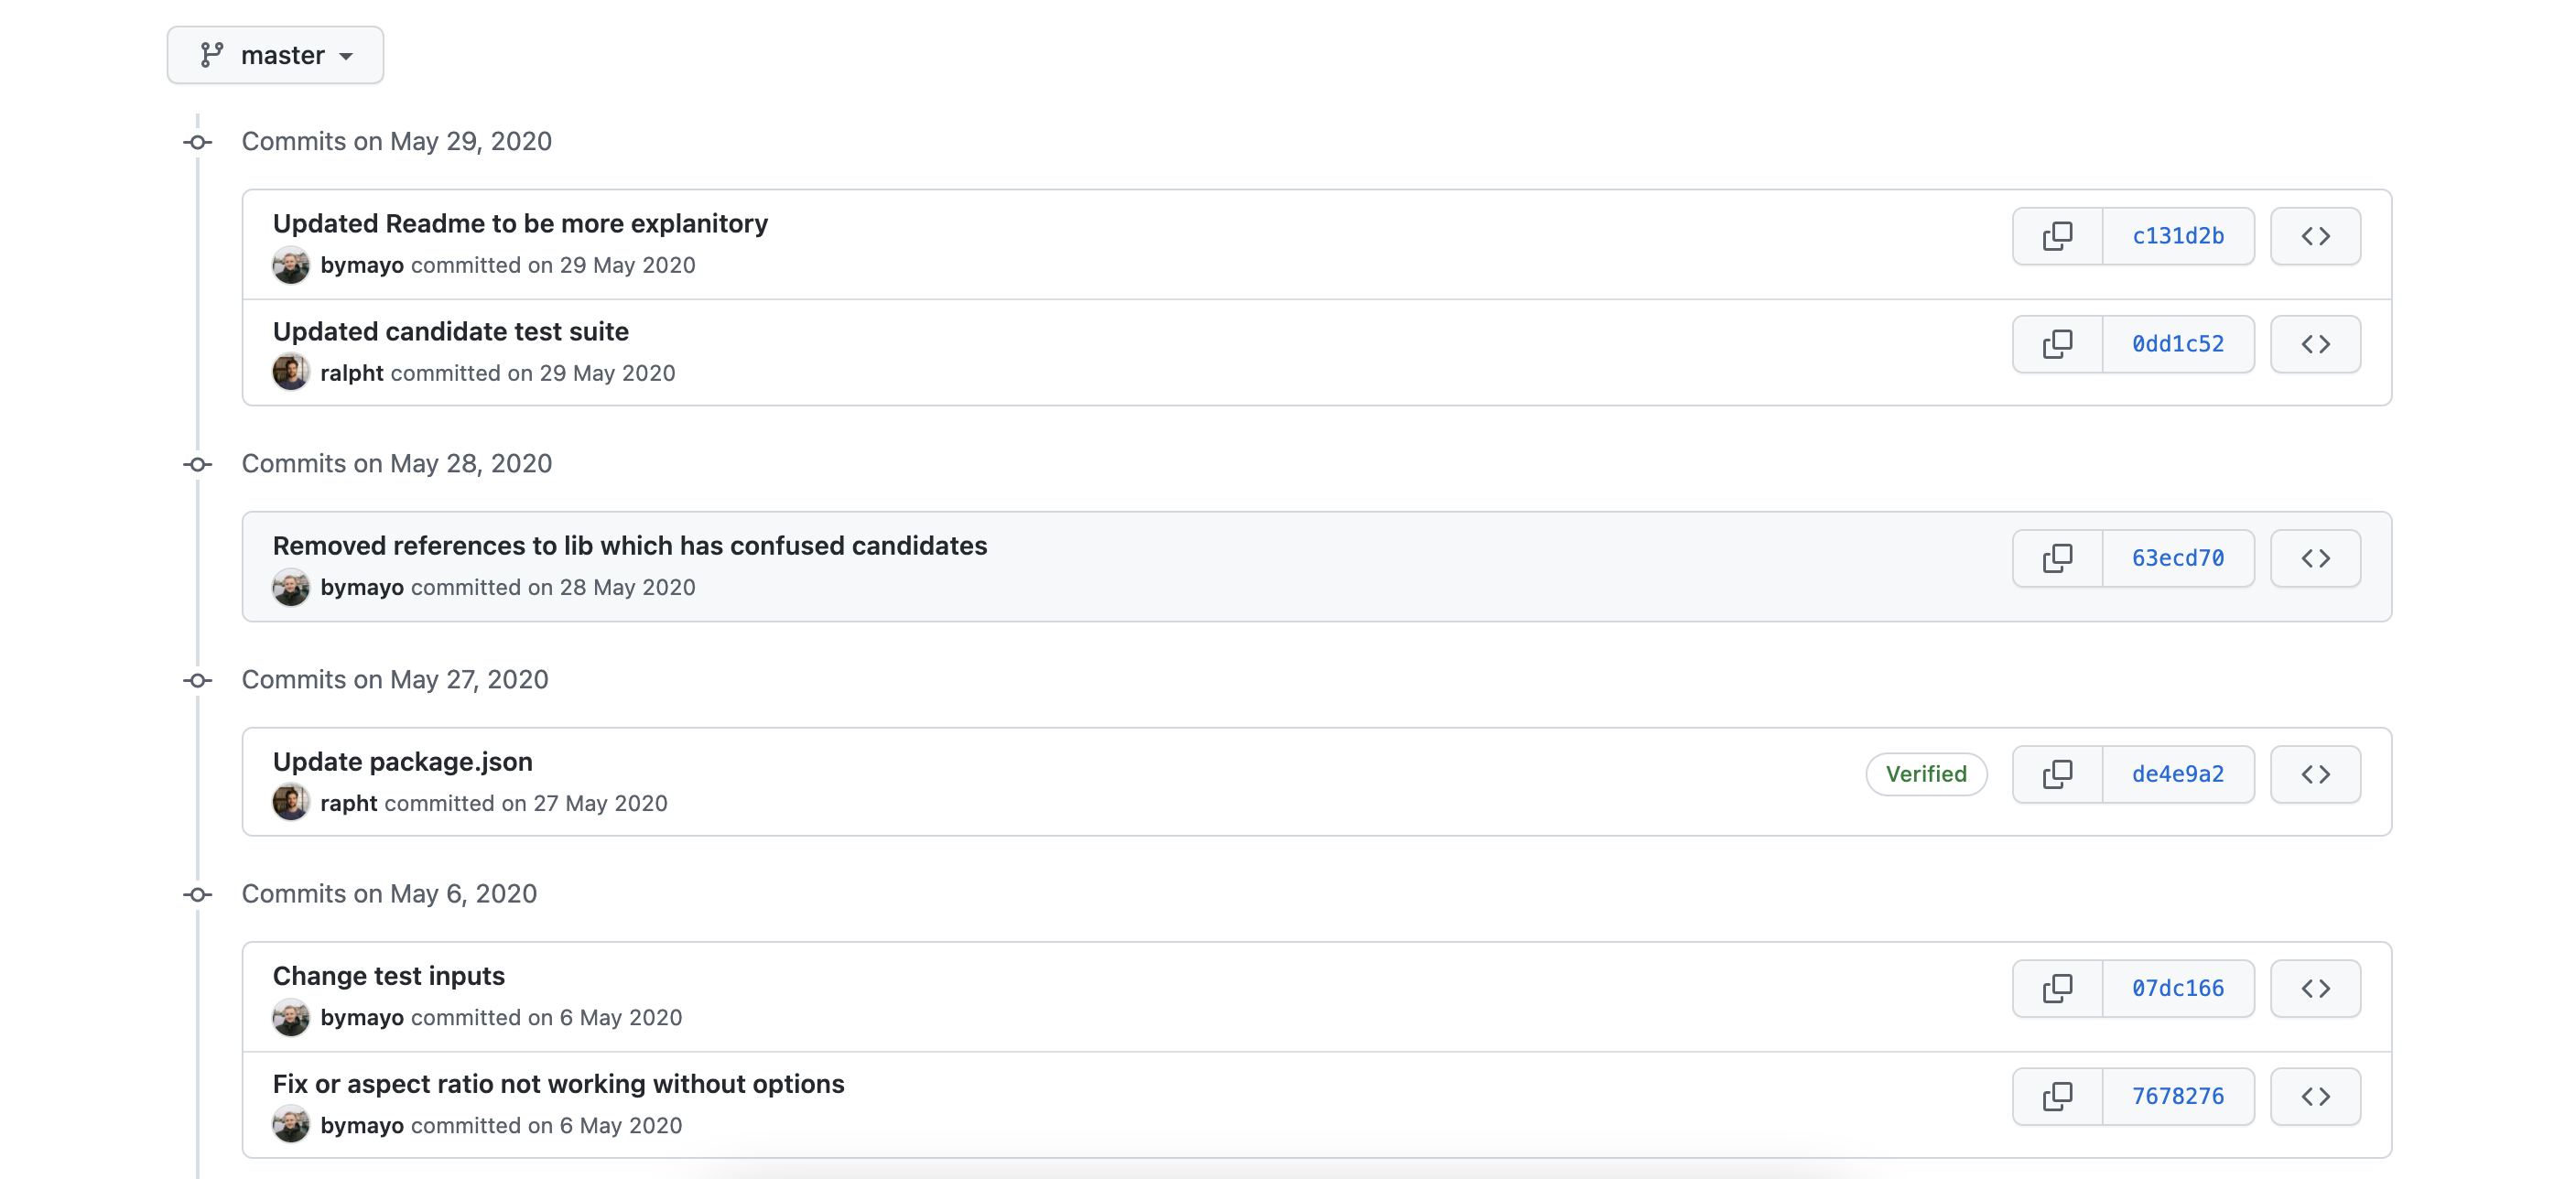 master
Commits on May 29, 2020
Updated Readme to be more explanitory
bymayo committed on 29 May 2020
c131d2b
Updated candidate test suite
ralpht committed on 29 May 2020
0dd1c52
Commits on May 28, 2020
Removed references to lib which has confused candidates
bymayo committed on 28 May 2020
63ecd70
Commits on May 27, 2020
Update package.json
rapht committed on 27 May 2020
Verified
de4e9a2
Commits on May 6, 2020
Change test inputs
bymayo committed on 6 May 2020
07dc166
Fix or aspect ratio not working without options
bymayo committed on 6 May 2020
7678276